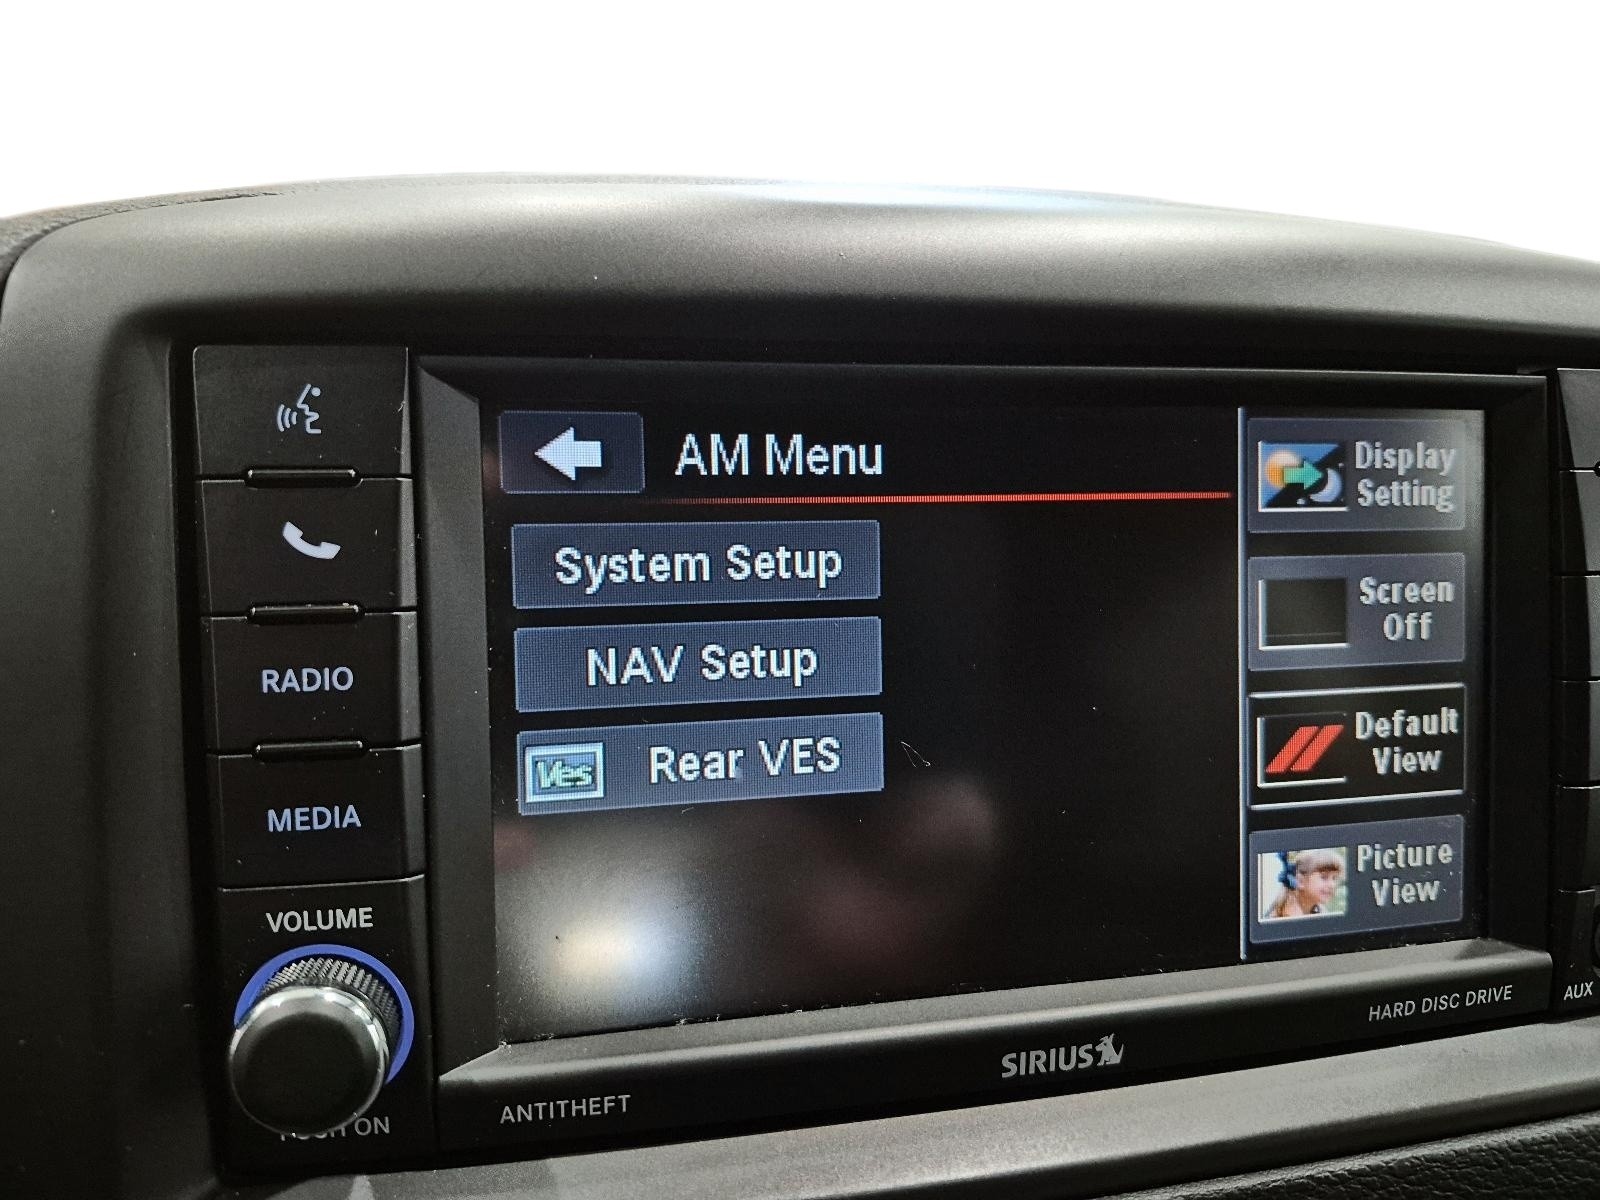 AM Menu
System Setup
NAV Setup
Ves Rear VES
Display
Setting
Screen
Off
Default
View
Picture
View
RADIO
MEDIA
VOLUME
ON
ANTITHEFT
SIRIUS
HARD DISC DRIVE
AUX